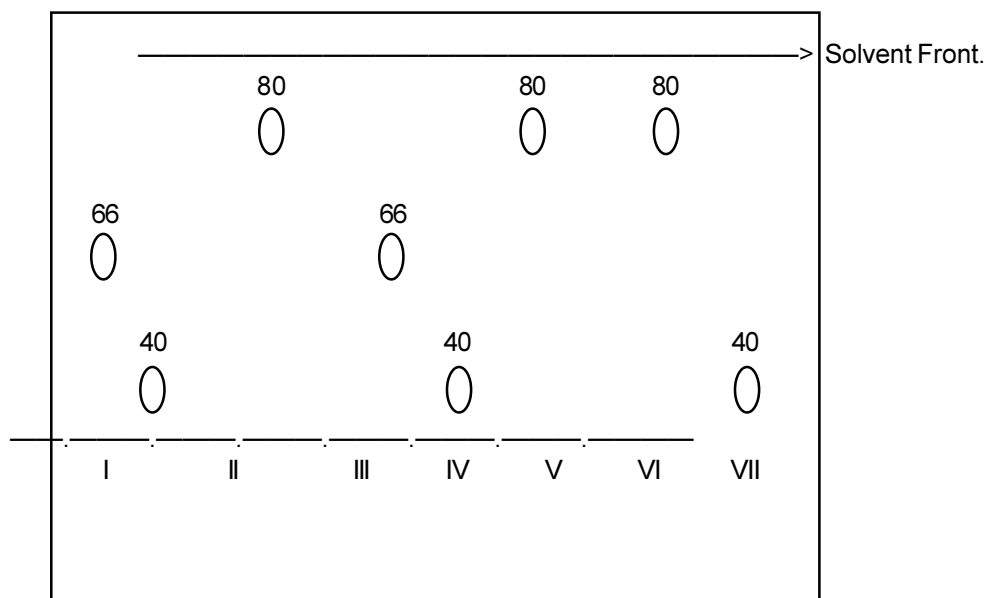 Solvent Front.
80 80 80
66 66
40 40 40
I II III IV V VI VII